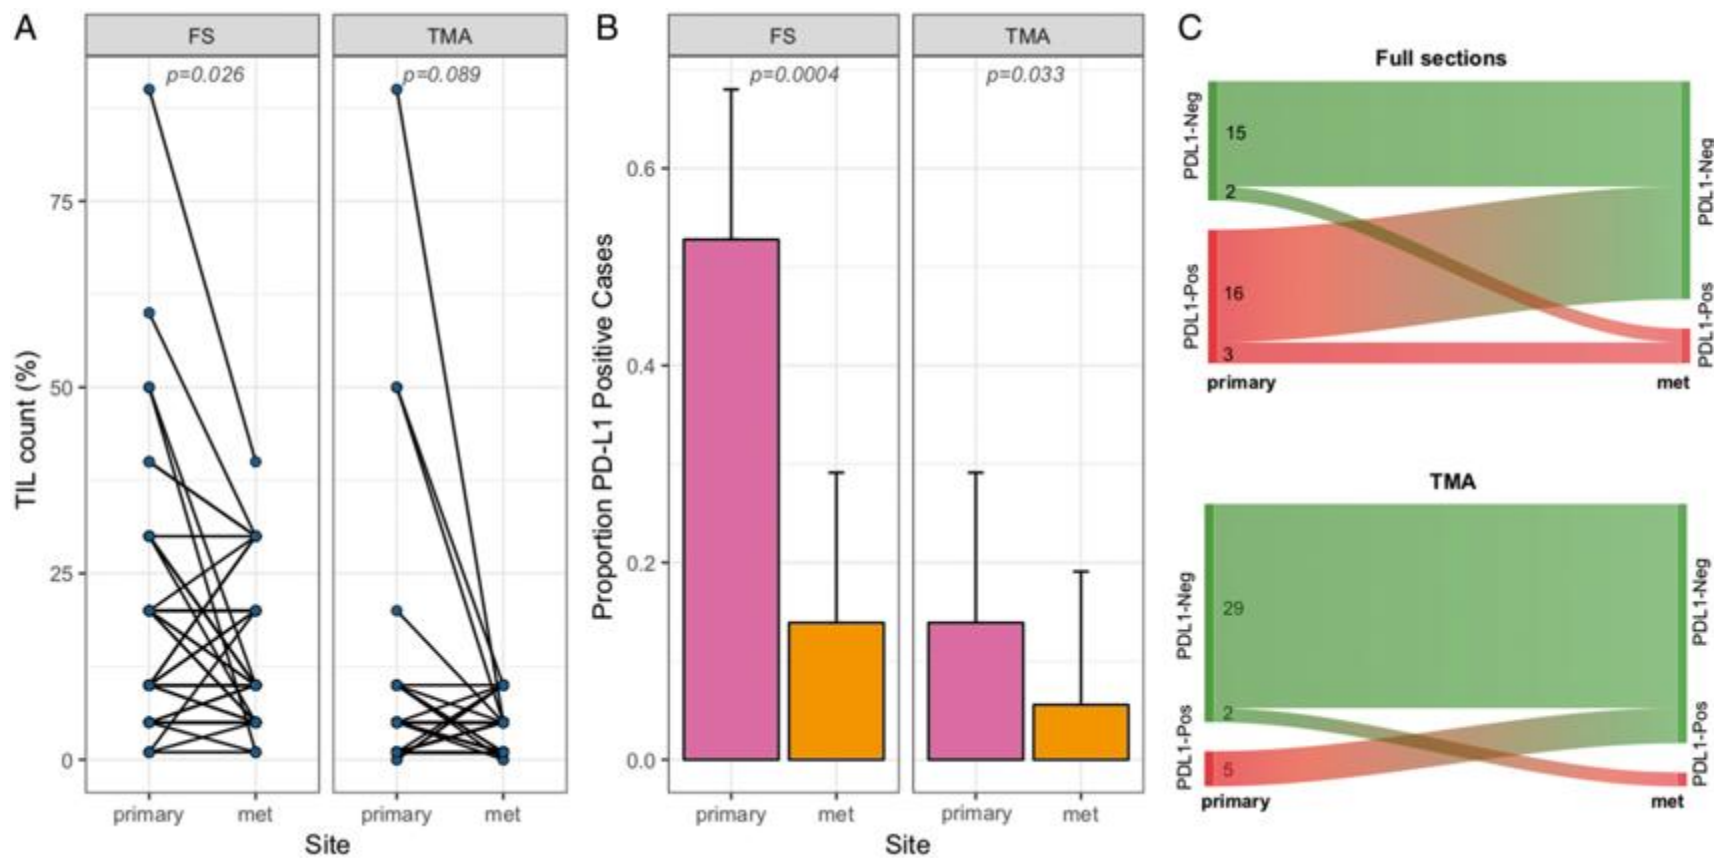 A
FS
TMA
p=0.026
p=0.089
TIL count (%)
75
50
25
0
primary
met
primary
met
Site
B
FS
TMA
p=0.0004
p=0.033
Proportion PD-L1 Positive Cases
0.6
0.4
0.2
0.0
primary
met
primary
met
Site
C
Full sections
PDL1-Neg
15
2
PDL1-Neg
PDL1-Pos
16
3
PDL1-Pos
primary
met
TMA
PDL1-Neg
29
2
PDL1-Neg
PDL1-Pos
5
PDL1-Pos
primary
met